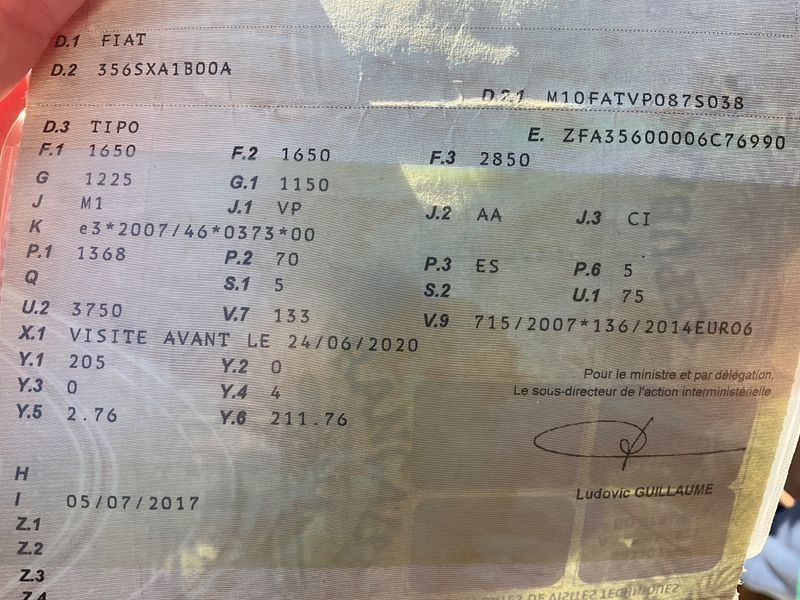 D.1 FIAT
D.2 356SXA1B00A
D.2.1 M10FATVP087S038
D.3 TIPO E. ZFA35600006C76990
F.1 1650 F.2 1650 F.3 2850
G 1225 G.1 1150
J M1 J.1 VP J.2 AA J.3 CI
K e3*2007/46*0373*00
P.1 1368 P.2 70 P.3 ES P.6 5
Q S.1 5 S.2 U.1 75
U.2 3750 V.7 133 V.9 715/2007*136/2014EURO6
X.1 VISITE AVANT LE 24/06/2020
Y.1 205 Y.2 0
Y.3 0 Y.4 4
Y.5 2.76 Y.6 211.76
Pour le ministre et par délégation,
Le sous-directeur de l'action interministérielle
Ludovic GUILLAUME
H
I 05/07/2017
Z.1
Z.2
Z.3
Z.4